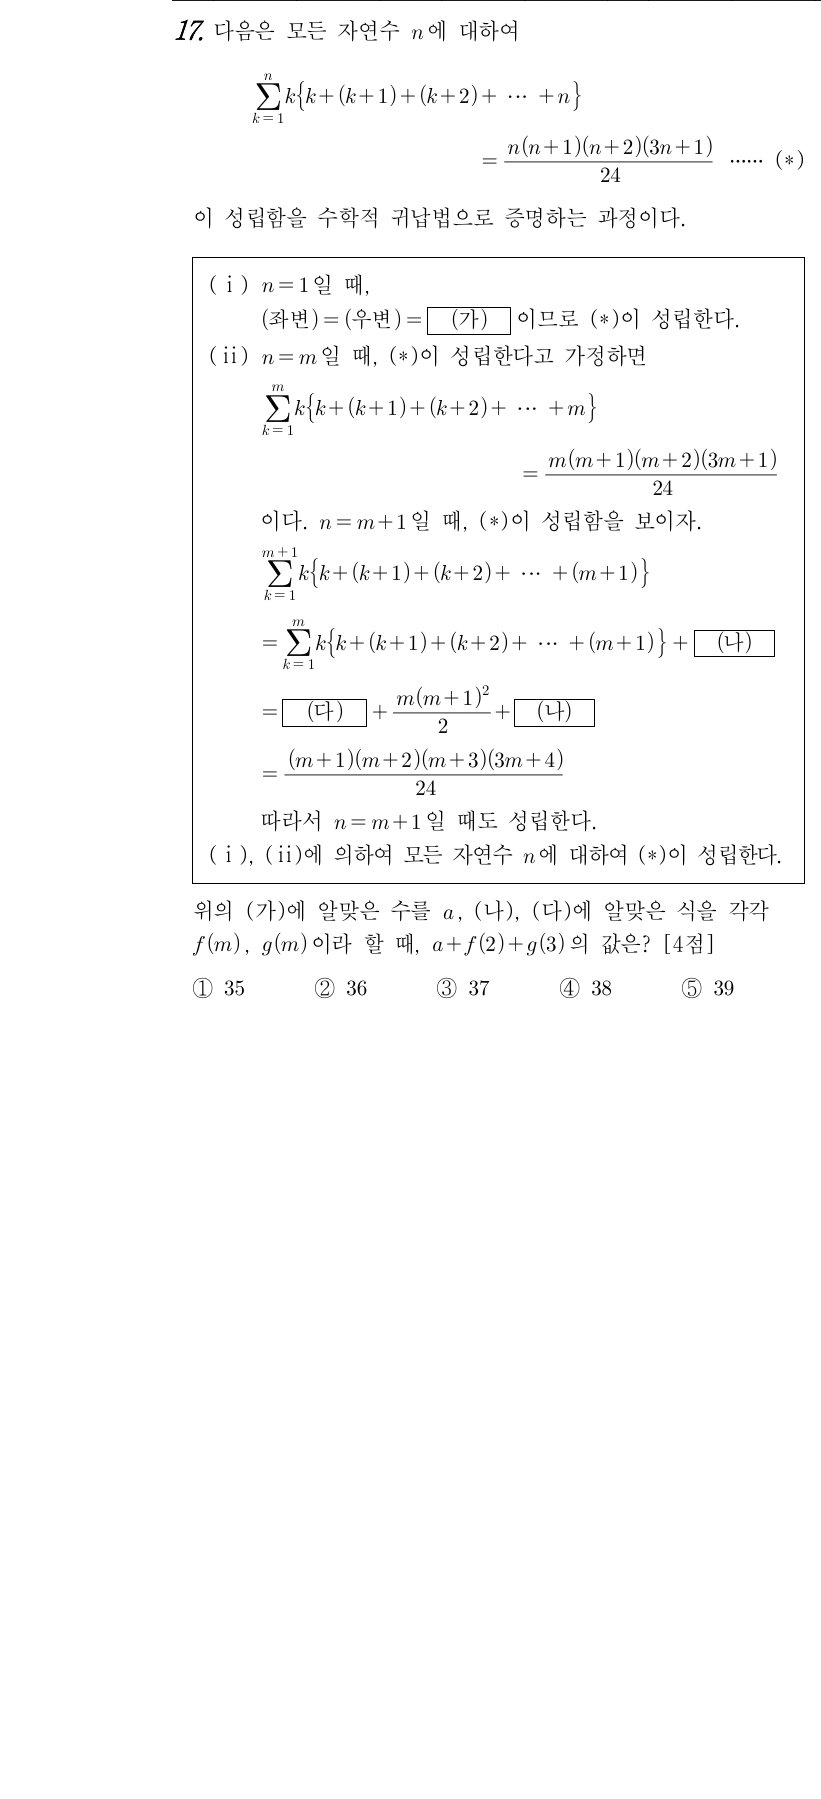 17. 다음은 모든 자연수 n에 대하여
$\sum_{k=1}^{n} k\{k+(k+1)+(k+2)+\cdots+n\}$
$= \frac{n(n+1)(n+2)(3n+1)}{24}$ ······ (*)
이 성립함을 수학적 귀납법으로 증명하는 과정이다.
(ⅰ) n=1일 때,
(좌변)=(우변)= (가) 이므로 (*)이 성립한다.
(ⅱ) n=m일 때, (*)이 성립한다고 가정하면
$\sum_{k=1}^{m} k\{k+(k+1)+(k+2)+\cdots+m\}$
$= \frac{m(m+1)(m+2)(3m+1)}{24}$
이다. n=m+1일 때, (*)이 성립함을 보이자.
$\sum_{k=1}^{m+1} k\{k+(k+1)+(k+2)+\cdots+(m+1)\}$
$= \sum_{k=1}^{m} k\{k+(k+1)+(k+2)+\cdots+(m+1)\}+$ (나)
= (다) $+ \frac{m(m+1)^2}{2} +$ (나)
$= \frac{(m+1)(m+2)(m+3)(3m+4)}{24}$
따라서 n=m+1일 때도 성립한다.
(ⅰ), (ⅱ)에 의하여 모든 자연수 n에 대하여 (*)이 성립한다.
위의 (가)에 알맞은 수를 a, (나), (다)에 알맞은 식을 각각
f(m), g(m)이라 할 때, a+f(2)+g(3)의 값은? [4점]
① 35 ② 36 ③ 37 ④ 38 ⑤ 39